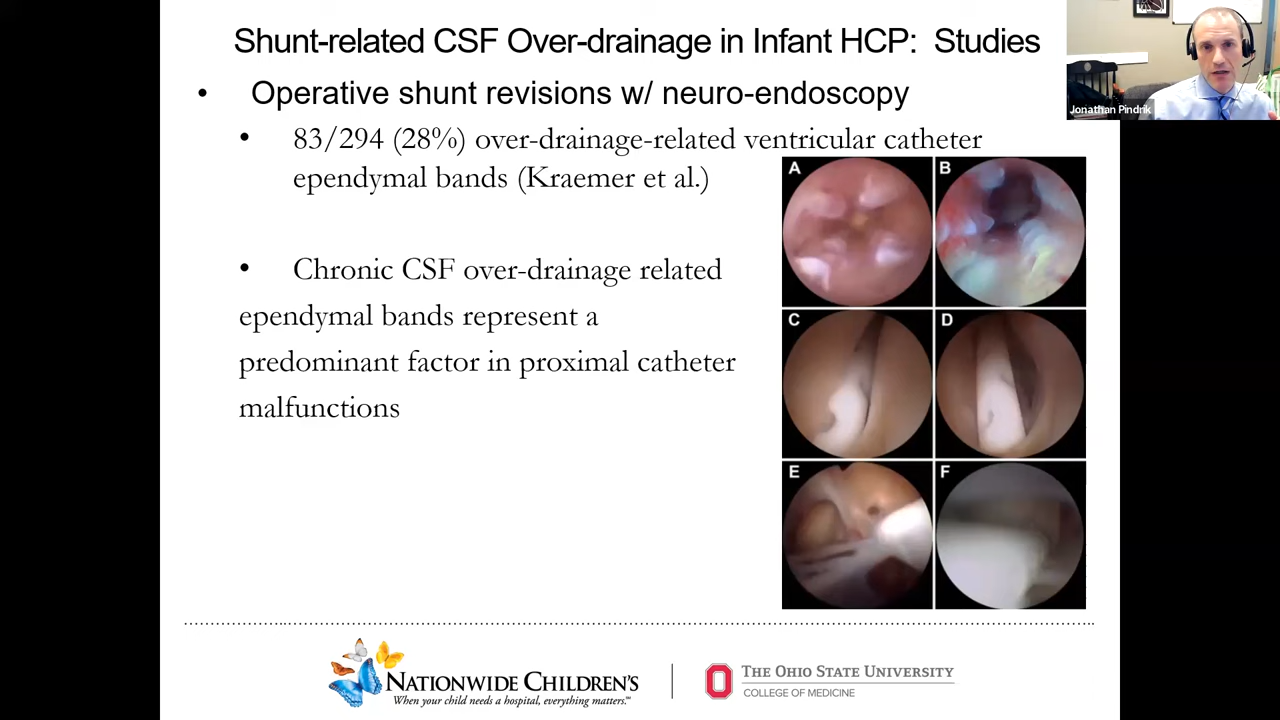 Shunt-related CSF Over-drainage in Infant HCP: Studies
Jonathan Pindrik
• Operative shunt revisions w/ neuro-endoscopy
• 83/294 (28%) over-drainage-related ventricular catheter
ependymal bands (Kraemer et al.)
• Chronic CSF over-drainage related
ependymal bands represent a
predominant factor in proximal catheter
malfunctions
A
B
C
D
E
F
NATIONWIDE CHILDREN'S
When your child needs a hospital, everything matters.™
THE OHIO STATE UNIVERSITY
COLLEGE OF MEDICINE